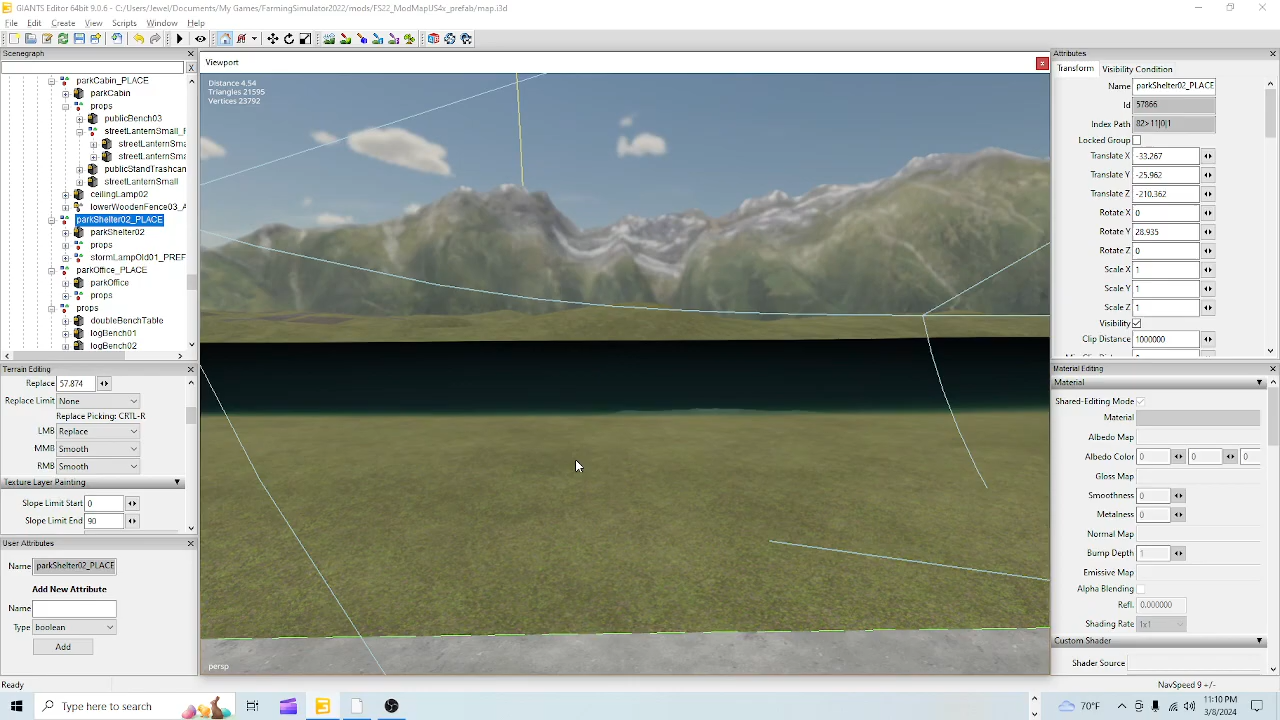 GIANTS Editor 64bit 9.0.6 - C:/Users/Jewel/Documents/My Games/FarmingSimulator2022/mods/FS22_ModMapUS4x_prefab/map.i3d
File Edit Create View Scripts Window Help
Scenegraph
X
parkCabin_PLACE
parkCabin
props
publicBench03
streetLanternSmall_F
streetLanternSma
streetLanternSma
publicStandTrashcan
streetLanternSmall
ceilingLamp02
lowerWoodenFence03_A
parkShelter02_PLACE
parkShelter02
props
stormLampOld01_PREF
parkOffice_PLACE
parkOffice
props
props
doubleBenchTable
logBench01
logBench02
Terrain Editing
Replace 57.874
Replace Limit None
Replace Picking: CRTL-R
LMB Replace
MMB Smooth
RMB Smooth
Texture Layer Painting
Slope Limit Start 0
Slope Limit End 90
User Attributes
Name parkShelter02_PLACE
Add New Attribute
Name
Type boolean
Add
Viewport
Distance 4.54
Triangles 21595
Vertices 23792
persp
Attributes
Transform Visibility Condition
Name parkShelter02_PLACE
Id 57866
Index Path 82>11|0|1
Locked Group
Translate X -33.267
Translate Y -25.962
Translate Z -210.362
Rotate X 0
Rotate Y 28.935
Rotate Z 0
Scale X 1
Scale Y 1
Scale Z 1
Visibility
Clip Distance 1000000
Material Editing
Material
Shared-Editing Mode
Material
Albedo Map
Albedo Color 0 0 0
Gloss Map
Smoothness 0
Metalness 0
Normal Map
Bump Depth 1
Emissive Map
Alpha Blending
Refl. 0.000000
Shading Rate 1x1
Custom Shader
Shader Source
Ready
NavSpeed 9 +/-
Type here to search
70°F
11:10 PM
3/8/2024